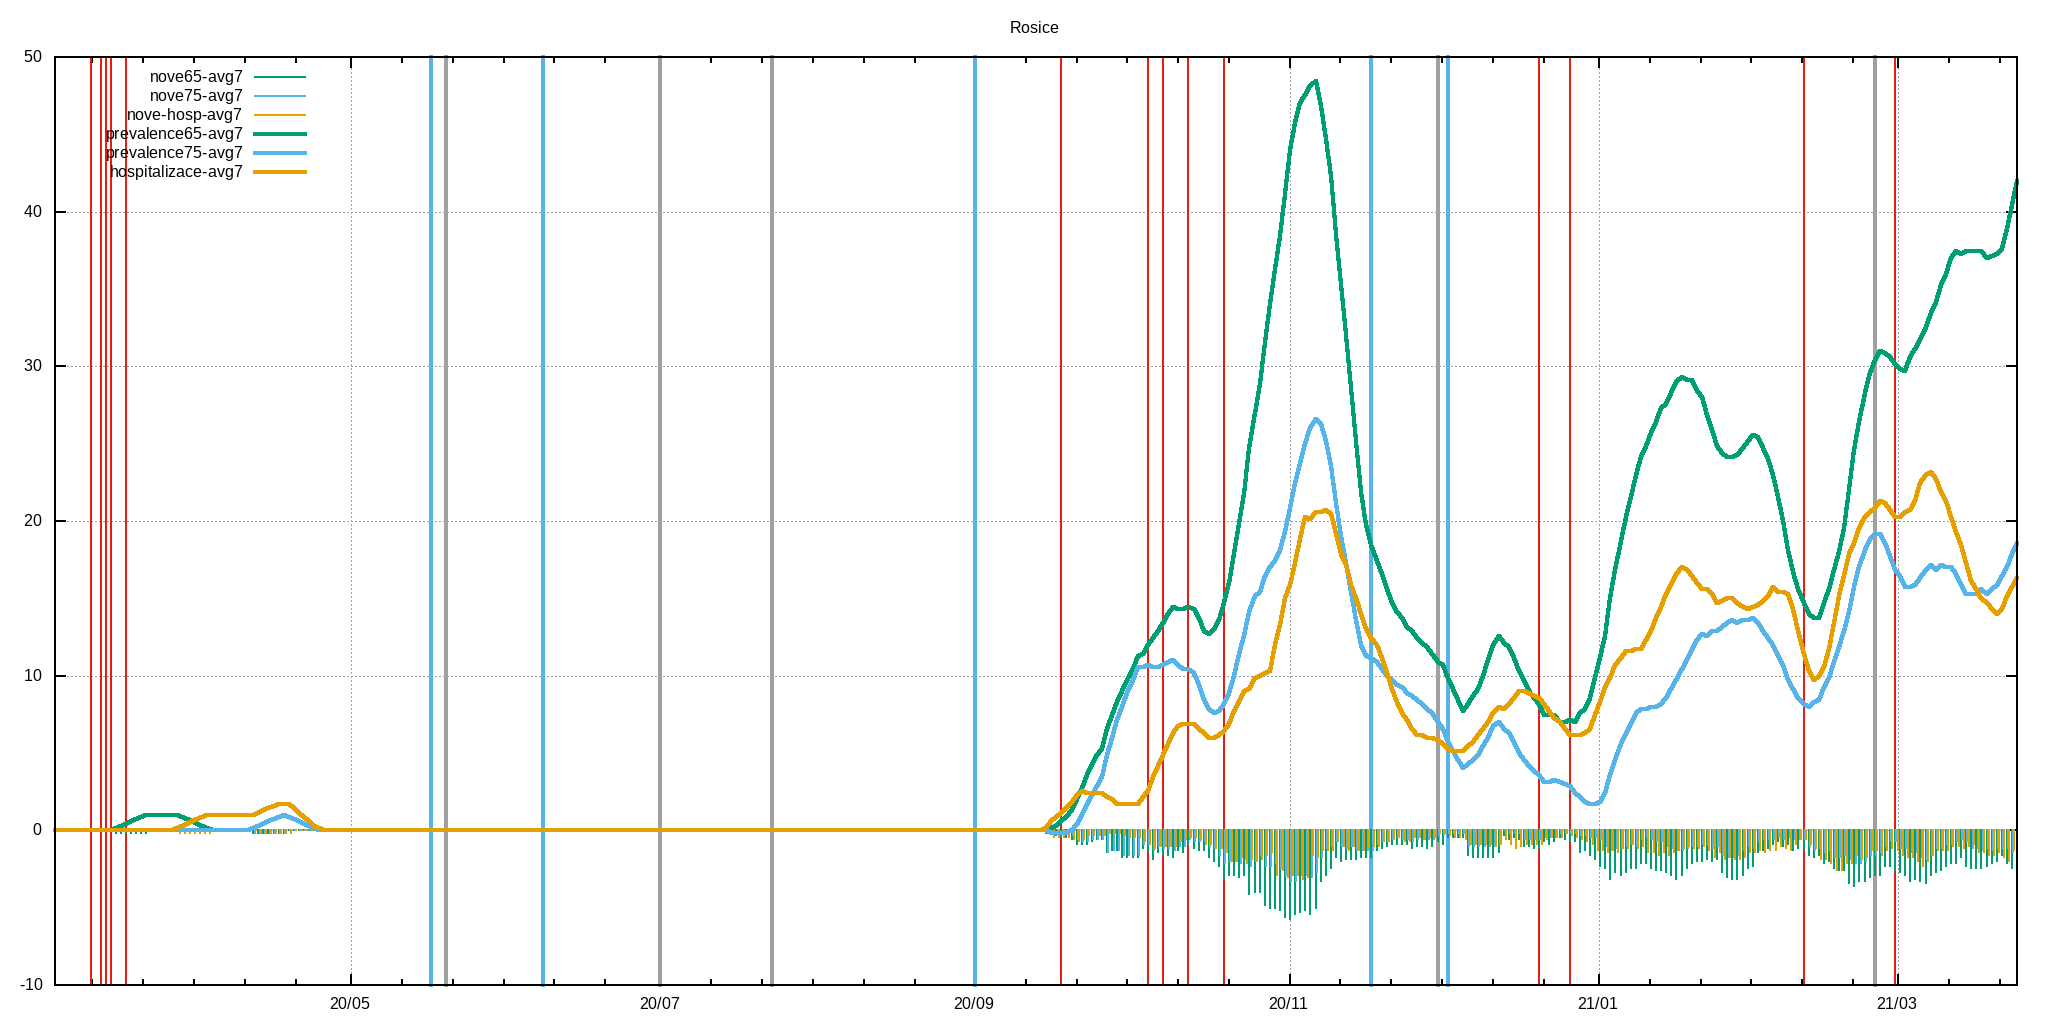 Rosice
50
nove65-avg7
nove75-avg7
nove-hosp-avg7
prevalence65-avg7
prevalence75-avg7
hospitalizace-avg7
40
30
20
10
0
-10
20/05 20/07 20/09 20/11 21/01 21/03